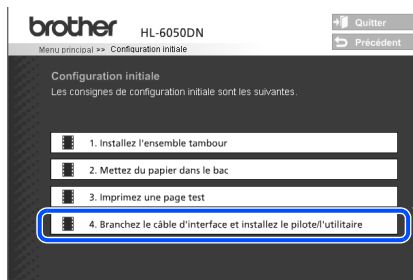 brother HL-6050DN
Quitter
Précédent
Menu principal >> Configuration initiale
Configuration initiale
Les consignes de configuration initiale sont les suivantes.
1. Installez l'ensemble tambour
2. Mettez du papier dans le bac
3. Imprimez une page test
4. Branchez le câble d'interface et installez le pilote/l'utilitaire